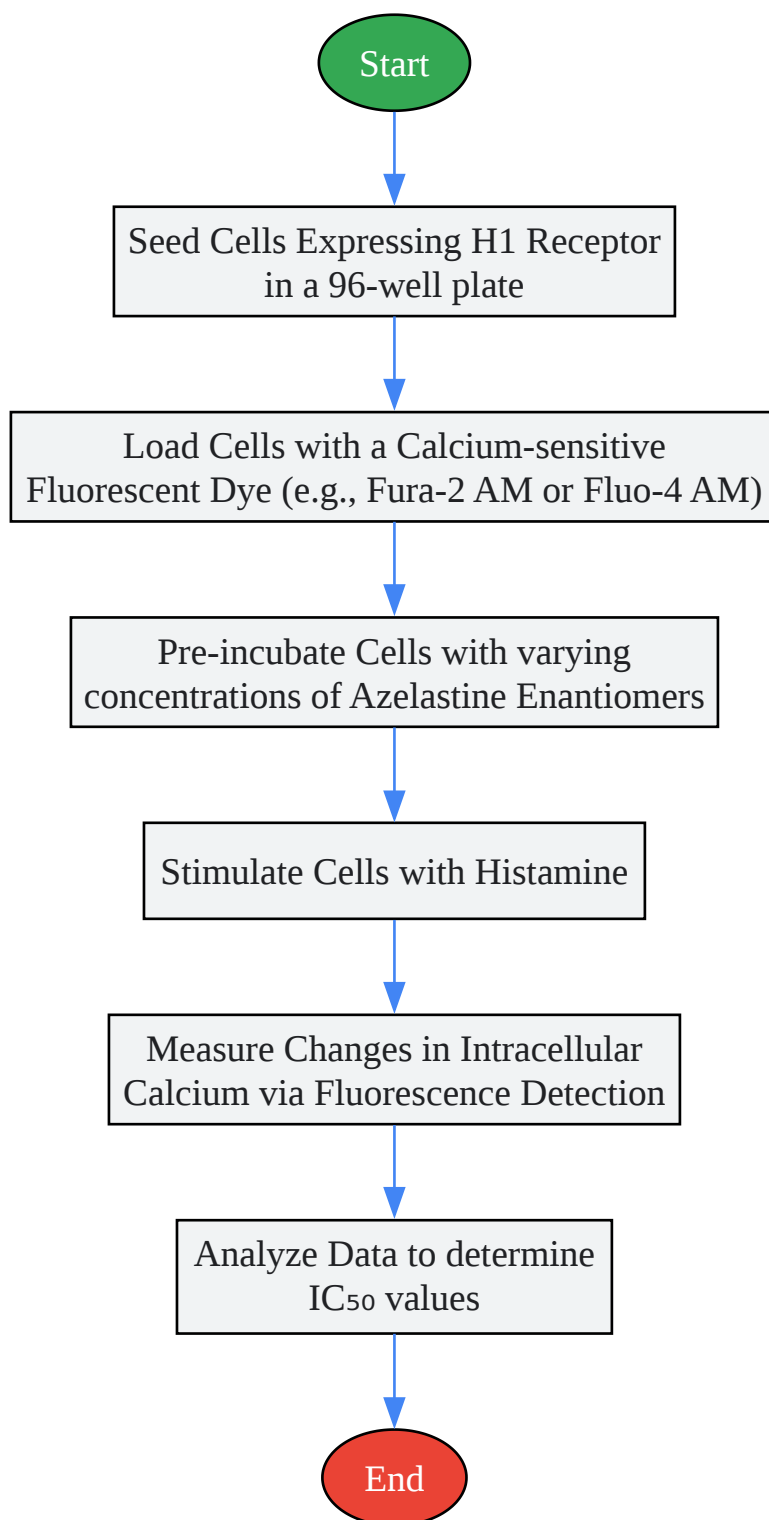 Start
Seed Cells Expressing H1 Receptor
in a 96-well plate
Load Cells with a Calcium-sensitive
Fluorescent Dye (e.g., Fura-2 AM or Fluo-4 AM)
Pre-incubate Cells with varying
concentrations of Azelastine Enantiomers
Stimulate Cells with Histamine
Measure Changes in Intracellular
Calcium via Fluorescence Detection
Analyze Data to determine
IC₅₀ values
End